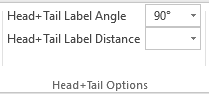 Head+Tail Label Angle 90°
Head+Tail Label Distance
Head+Tail Options